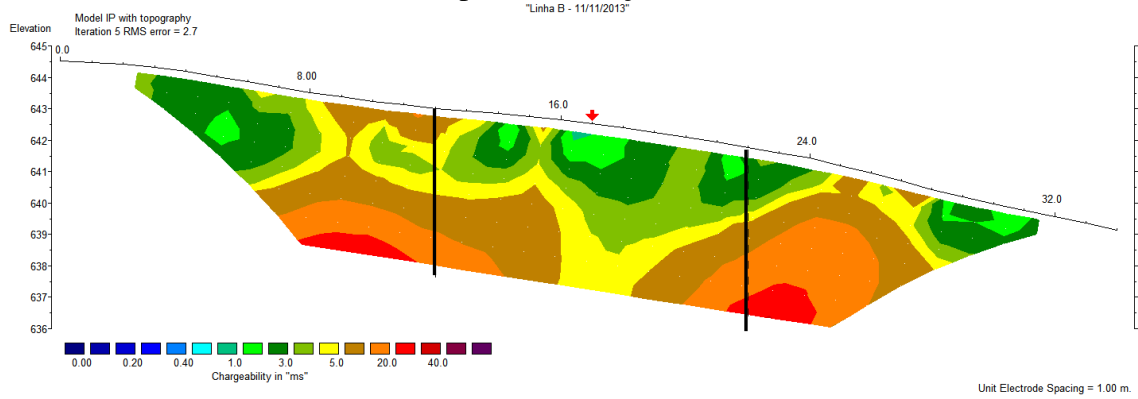 "Linha B - 11/11/2013"
Model IP with topography
Iteration 5 RMS error = 2.7
Elevation
645
644
643
642
641
640
639
638
637
636
0.0
8.00
16.0
24.0
32.0
0.00 0.20 0.40 1.0 3.0 5.0 20.0 40.0
Chargeability in "ms"
Unit Electrode Spacing = 1.00 m.